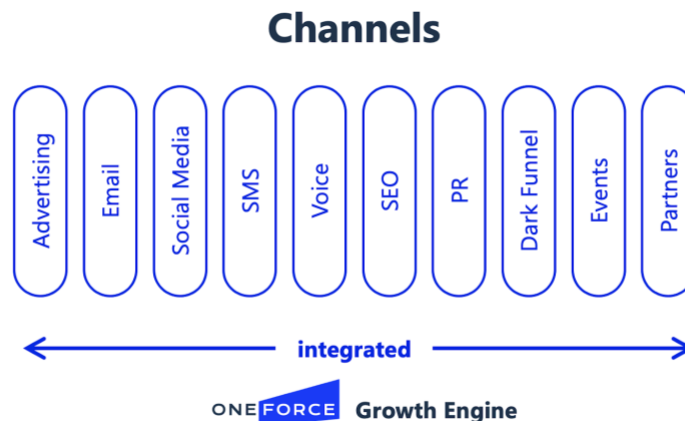 Channels
Advertising
Email
Social Media
SMS
Voice
SEO
PR
Dark Funnel
Events
Partners
integrated
ONEFORCE Growth Engine